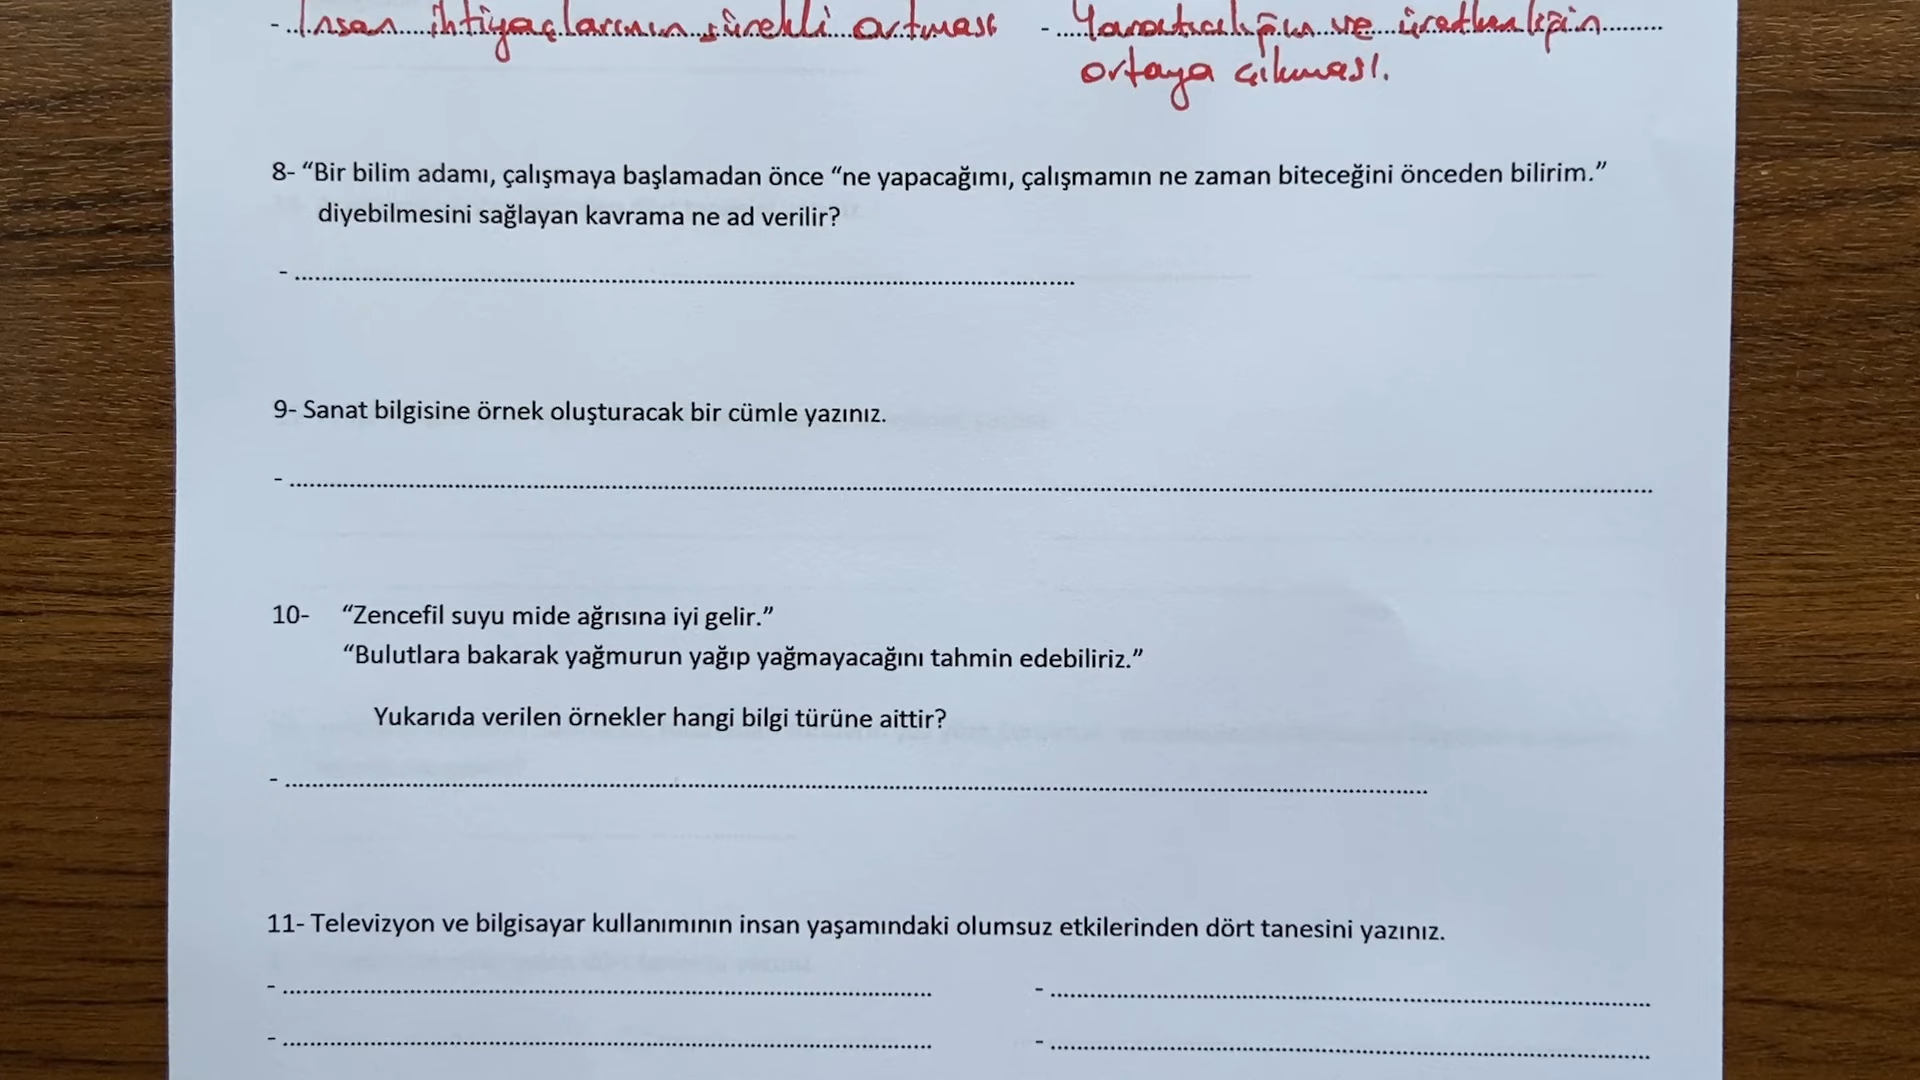 - İnsan ihtiyaçlarının sürekli artması - Yaratıcılığın ve üretkenliğin
ortaya çıkması.
8- “Bir bilim adamı, çalışmaya başlamadan önce “ne yapacağımı, çalışmamın ne zaman biteceğini önceden bilirim.”
diyebilmesini sağlayan kavrama ne ad verilir?
- ........................................
9- Sanat bilgisine örnek oluşturacak bir cümle yazınız.
- ........................................
10- “Zencefil suyu mide ağrısına iyi gelir.”
“Bulutlara bakarak yağmurun yağıp yağmayacağını tahmin edebiliriz.”
Yukarıda verilen örnekler hangi bilgi türüne aittir?
- ........................................
11- Televizyon ve bilgisayar kullanımının insan yaşamındaki olumsuz etkilerinden dört tanesini yazınız.
- ........................................ - ........................................
- ........................................ - ........................................